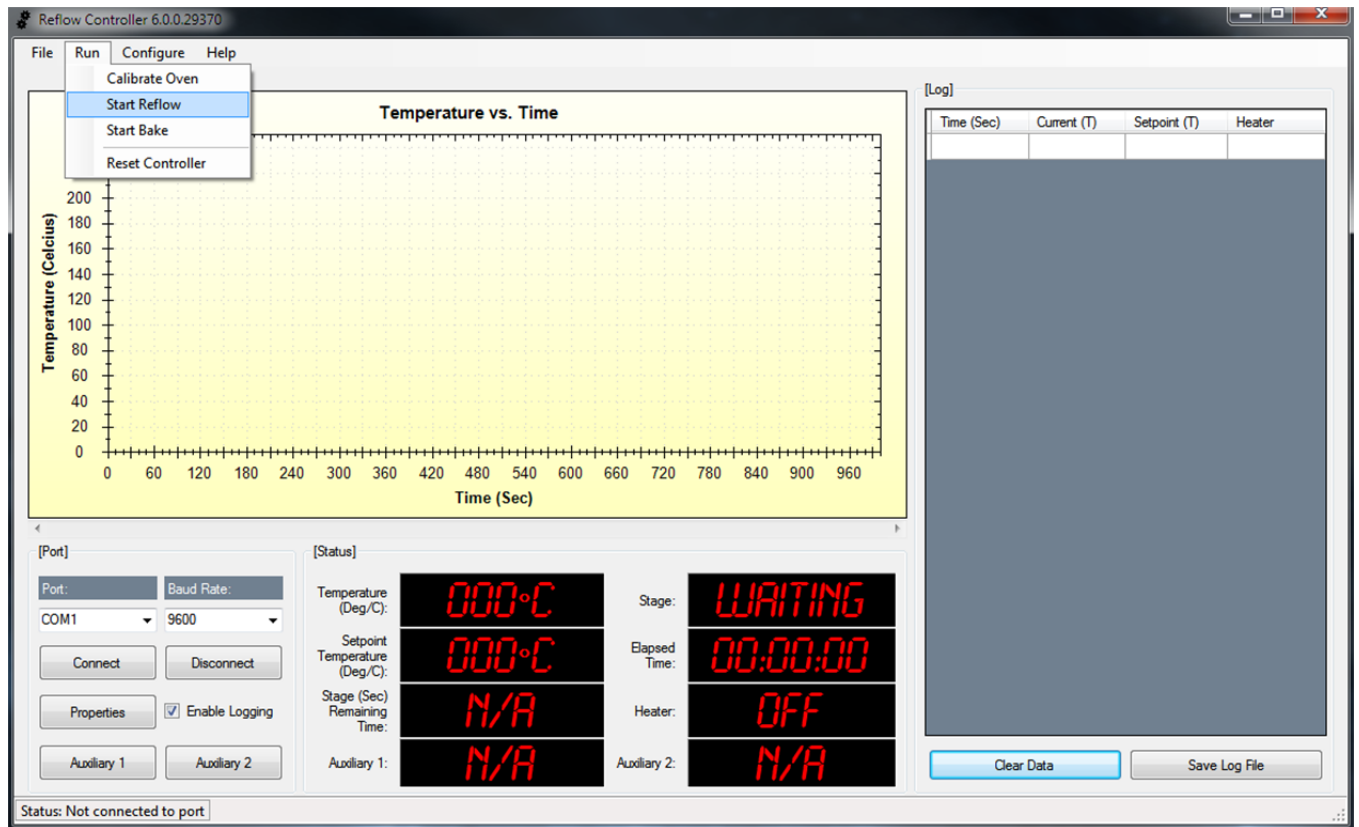 Reflow Controller 6.0.0.29370
File Run Configure Help
Calibrate Oven
Start Reflow
Start Bake
Reset Controller
Temperature vs. Time
Temperature (Celcius)
200
180
160
140
120
100
80
60
40
20
0
0 60 120 180 240 300 360 420 480 540 600 660 720 780 840 900 960
Time (Sec)
[Log]
Time (Sec) Current (T) Setpoint (T) Heater
[Port]
Port: Baud Rate:
COM1 9600
Connect Disconnect
Properties Enable Logging
Auxiliary 1 Auxiliary 2
[Status]
Temperature
(Deg/C):
000°C
Stage:
WAITING
Setpoint
Temperature
(Deg/C):
000°C
Elapsed
Time:
00:00:00
Stage (Sec)
Remaining
Time:
N/A
Heater:
OFF
Auxiliary 1:
N/A
Auxiliary 2:
N/A
Clear Data Save Log File
Status: Not connected to port